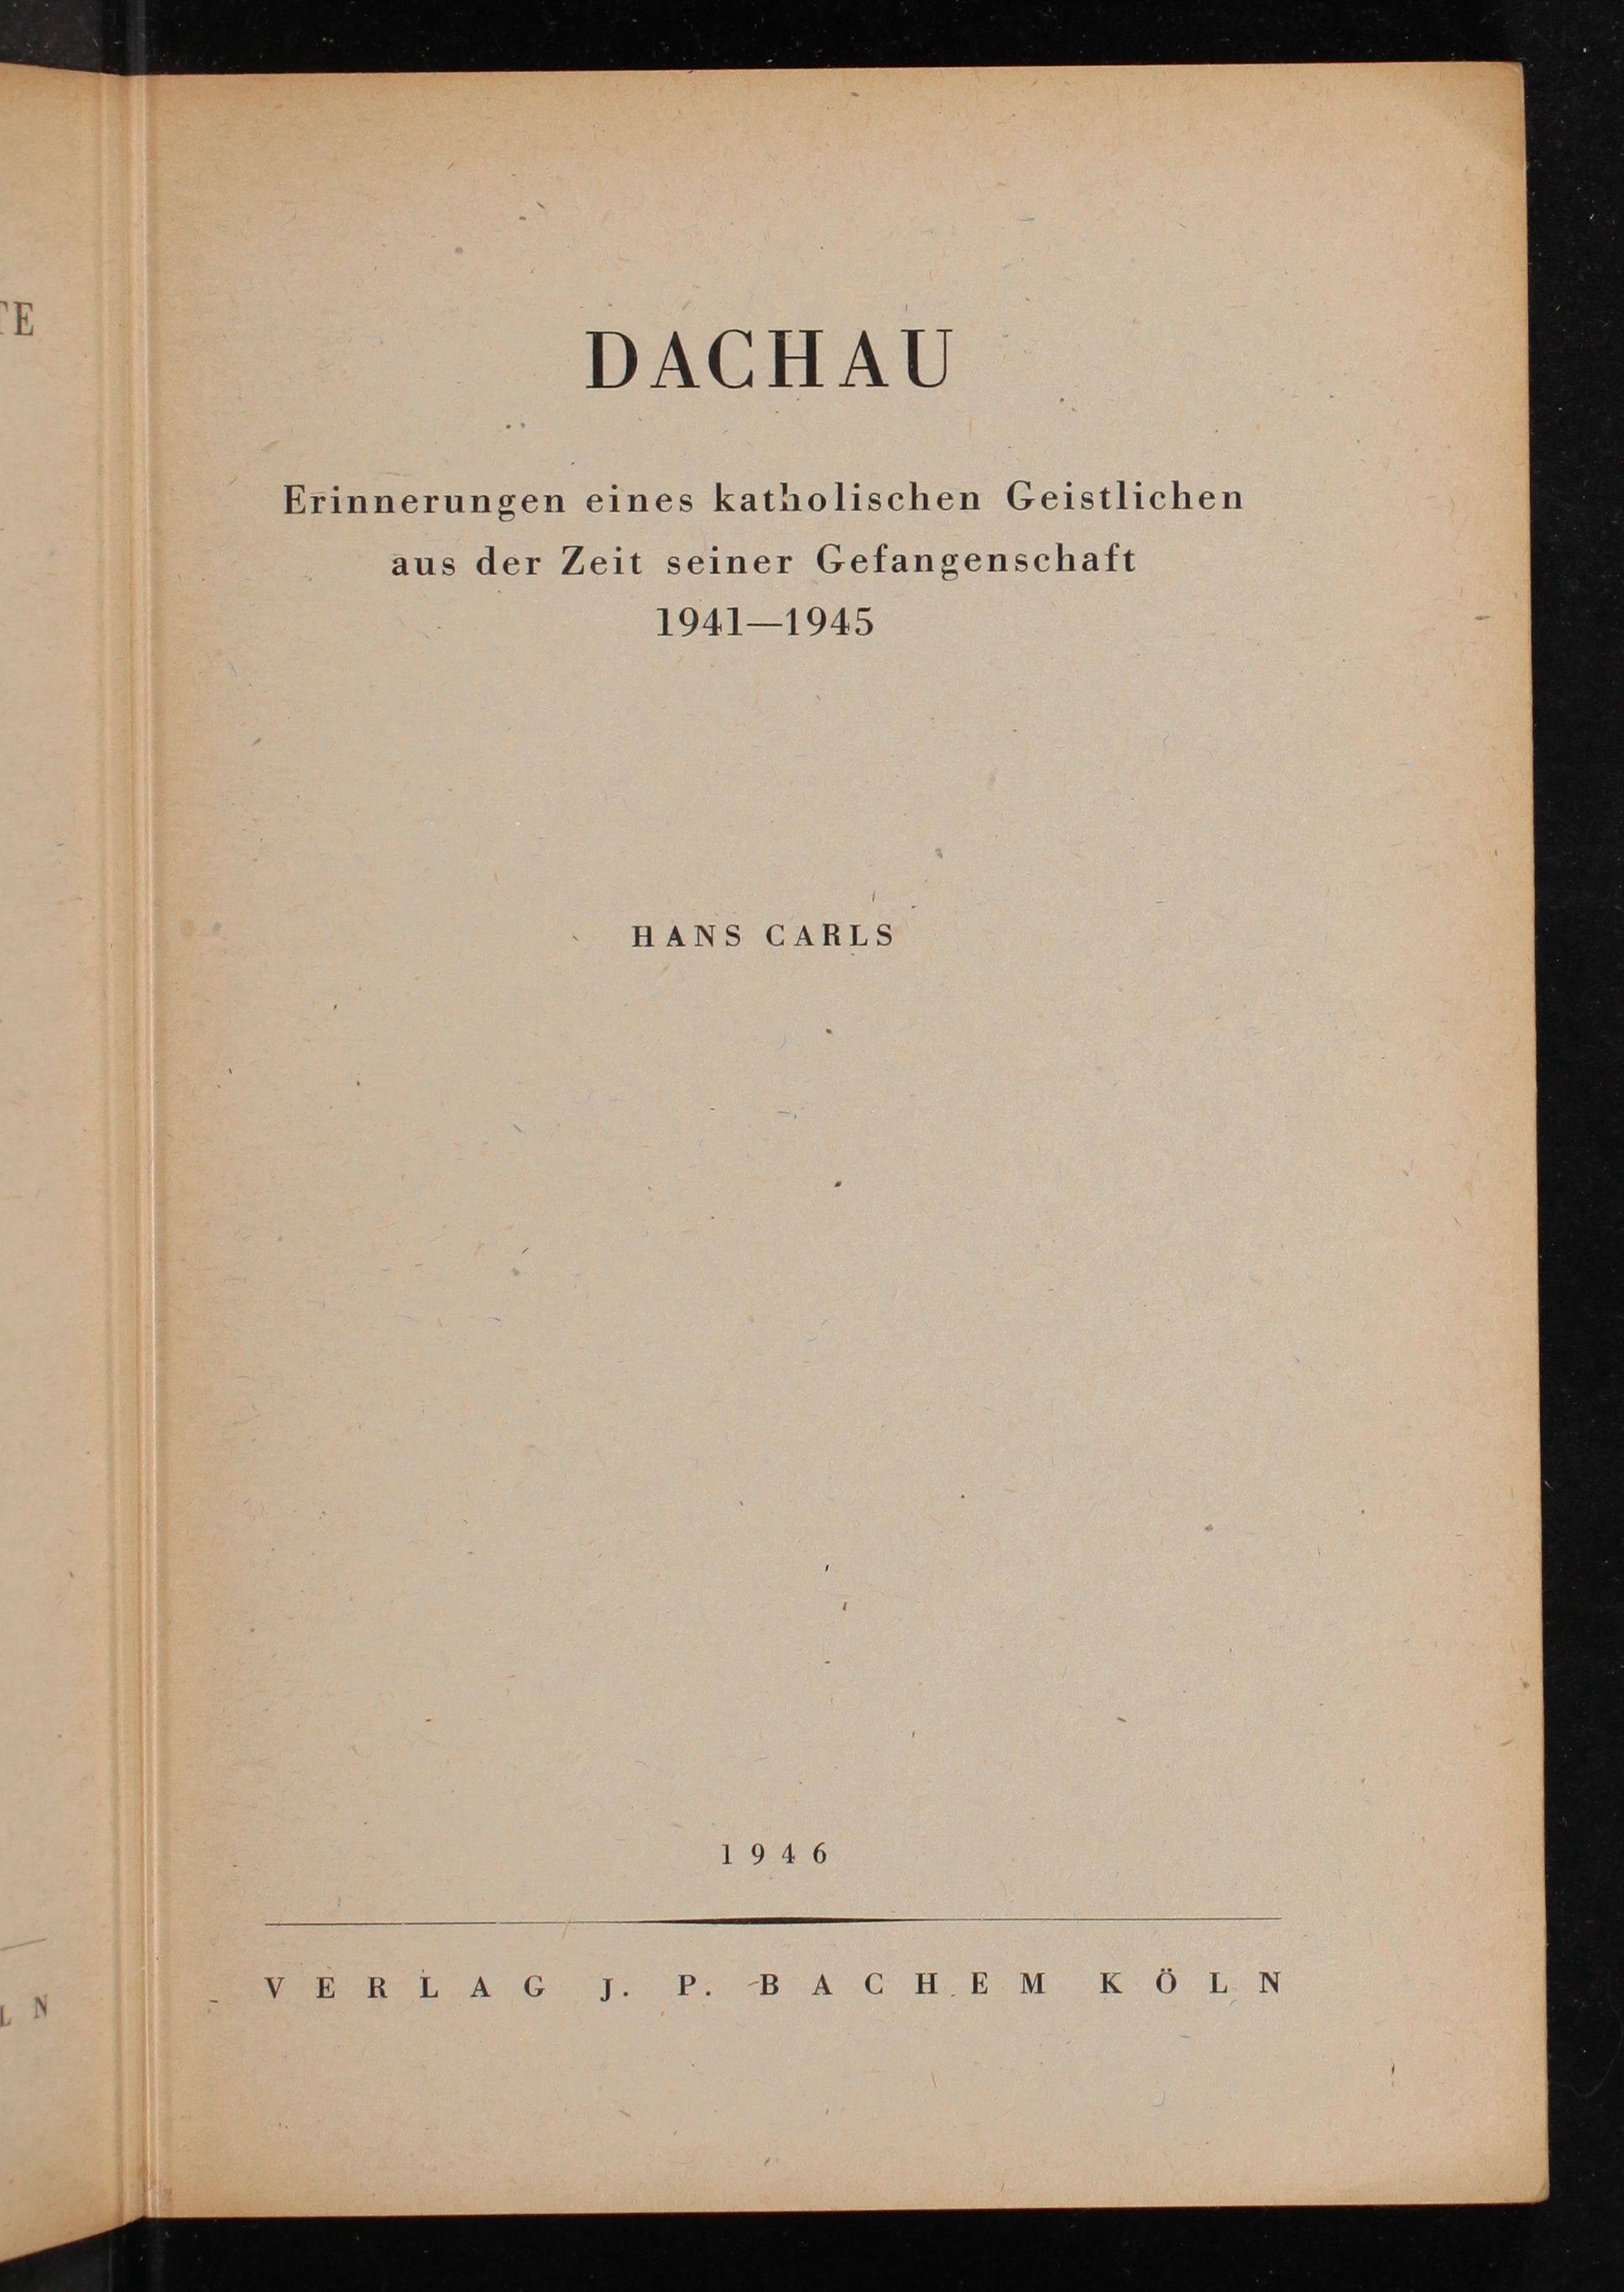 DACHAU
Erinnerungen eines katholischen Geistlichen
aus der Zeit seiner Gefangenschaft
1941—1945
HANS CARLS
1946
VERLAG J. P. BACHEM KÖLN